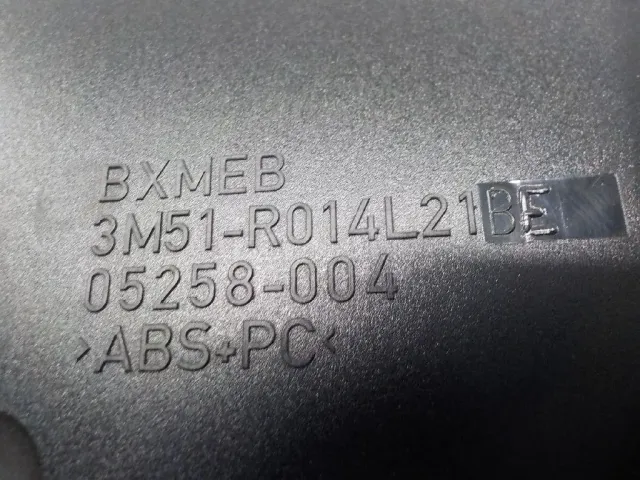 BXMEB
3M51-R014L21BE
05258-004
>ABS+PC<